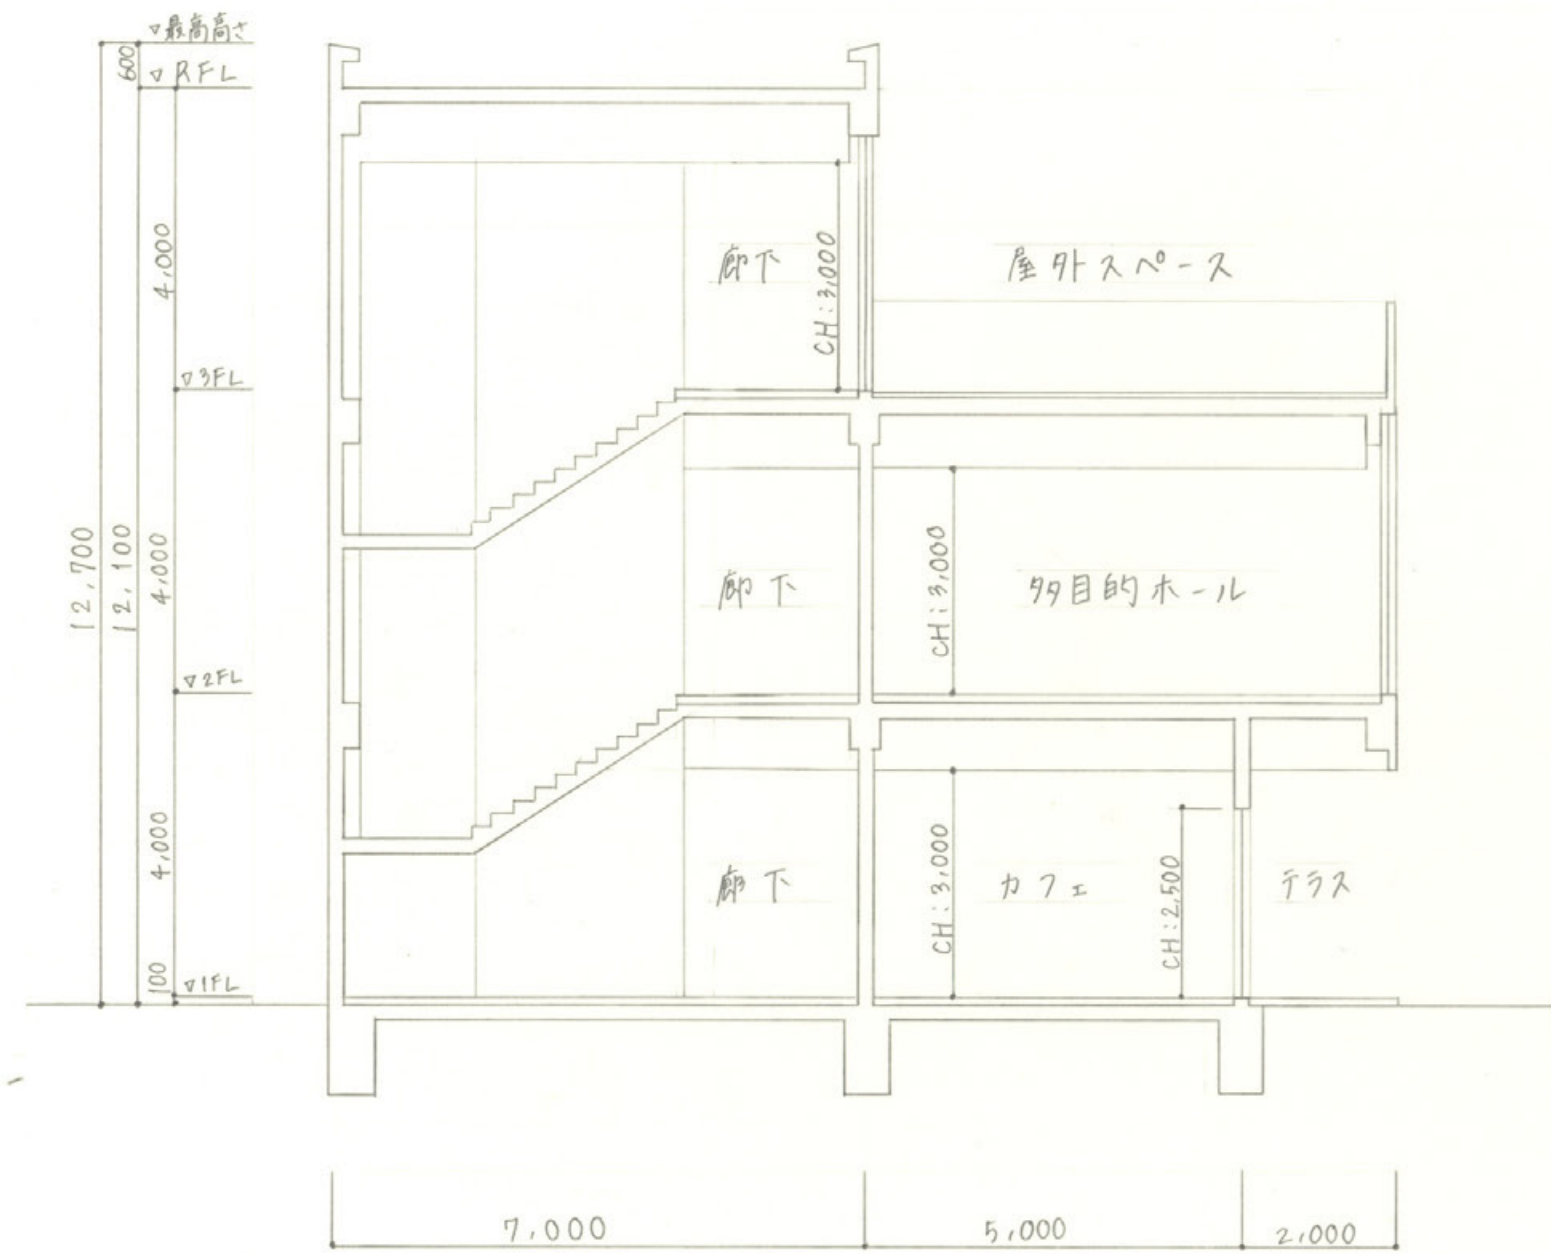 ▽最高高さ
600
▽RFL
4,000
廊下
CH:3,000
屋外スペース
▽3FL
12,700
12,100
4,000
廊下
CH:3,000
多目的ホール
▽2FL
4,000
廊下
CH:3,000
カフェ
CH:2,500
テラス
100
▽1FL
7,000
5,000
2,000